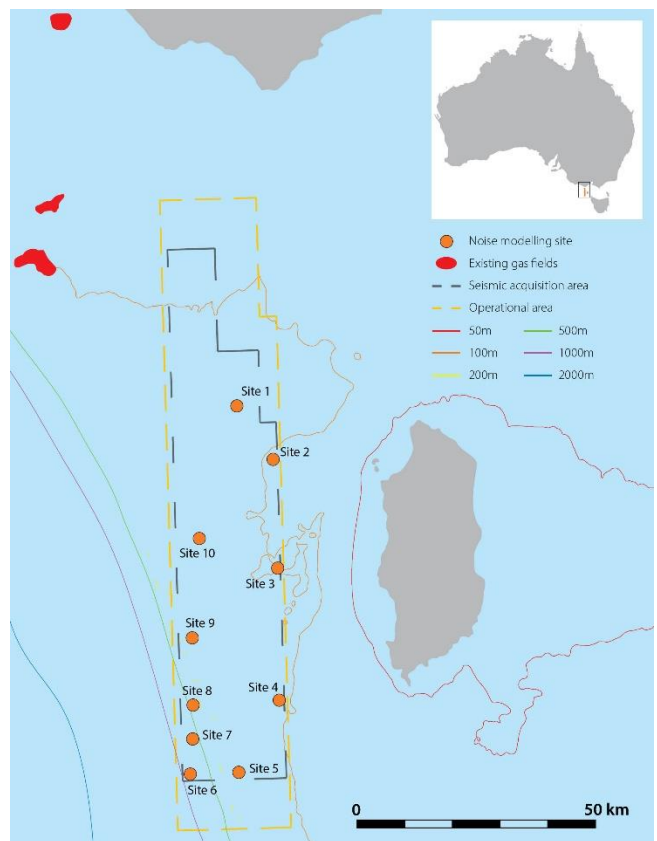 Noise modelling site
Existing gas fields
Seismic acquisition area
Operational area
50m
500m
100m
1000m
200m
2000m
Site 1
Site 2
Site 10
Site 3
Site 9
Site 4
Site 8
Site 7
Site 5
Site 6
0
50 km